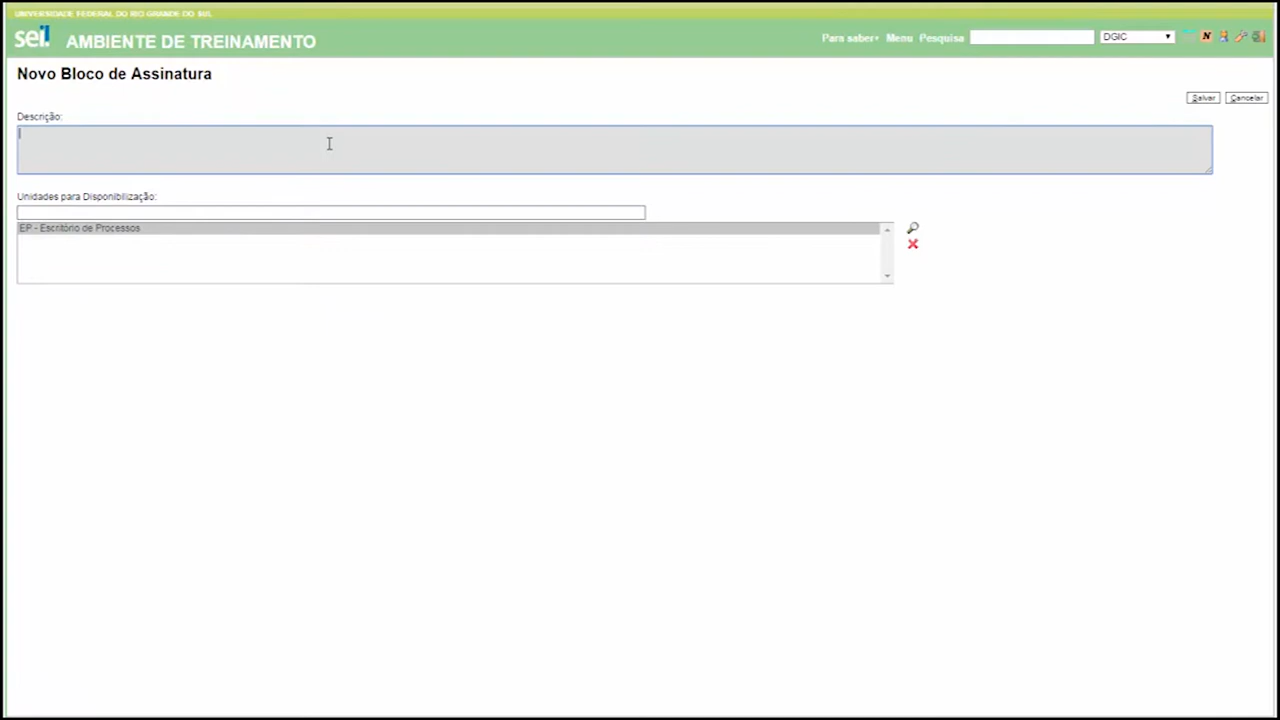 UNIVERSIDADE FEDERAL DO RIO GRANDE DO SUL
sei! AMBIENTE DE TREINAMENTO
Para saber+ Menu Pesquisa DGIC N
Novo Bloco de Assinatura
Salvar Cancelar
Descrição:
Unidades para Disponibilização:
EP - Escritório de Processos